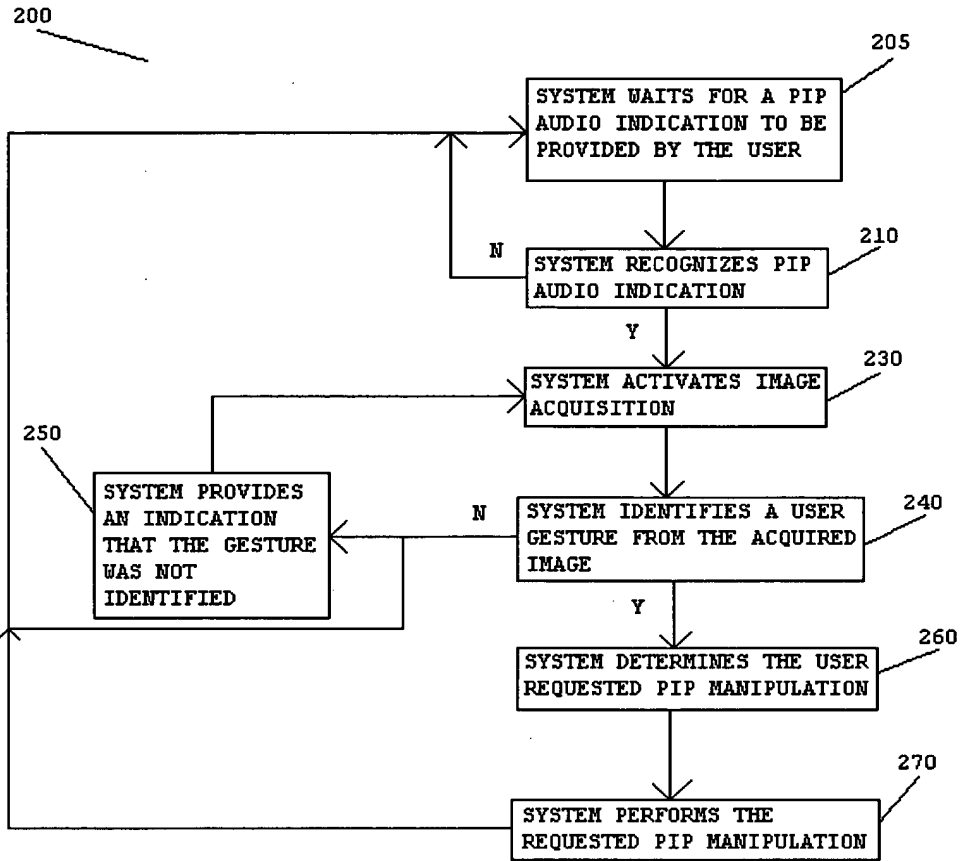 200
205
SYSTEM WAITS FOR A PIP
AUDIO INDICATION TO BE
PROVIDED BY THE USER
N
210
SYSTEM RECOGNIZES PIP
AUDIO INDICATION
Y
230
SYSTEM ACTIVATES IMAGE
ACQUISITION
250
SYSTEM PROVIDES
AN INDICATION
THAT THE GESTURE
WAS NOT
IDENTIFIED
N
240
SYSTEM IDENTIFIES A USER
GESTURE FROM THE ACQUIRED
IMAGE
Y
260
SYSTEM DETERMINES THE USER
REQUESTED PIP MANIPULATION
270
SYSTEM PERFORMS THE
REQUESTED PIP MANIPULATION